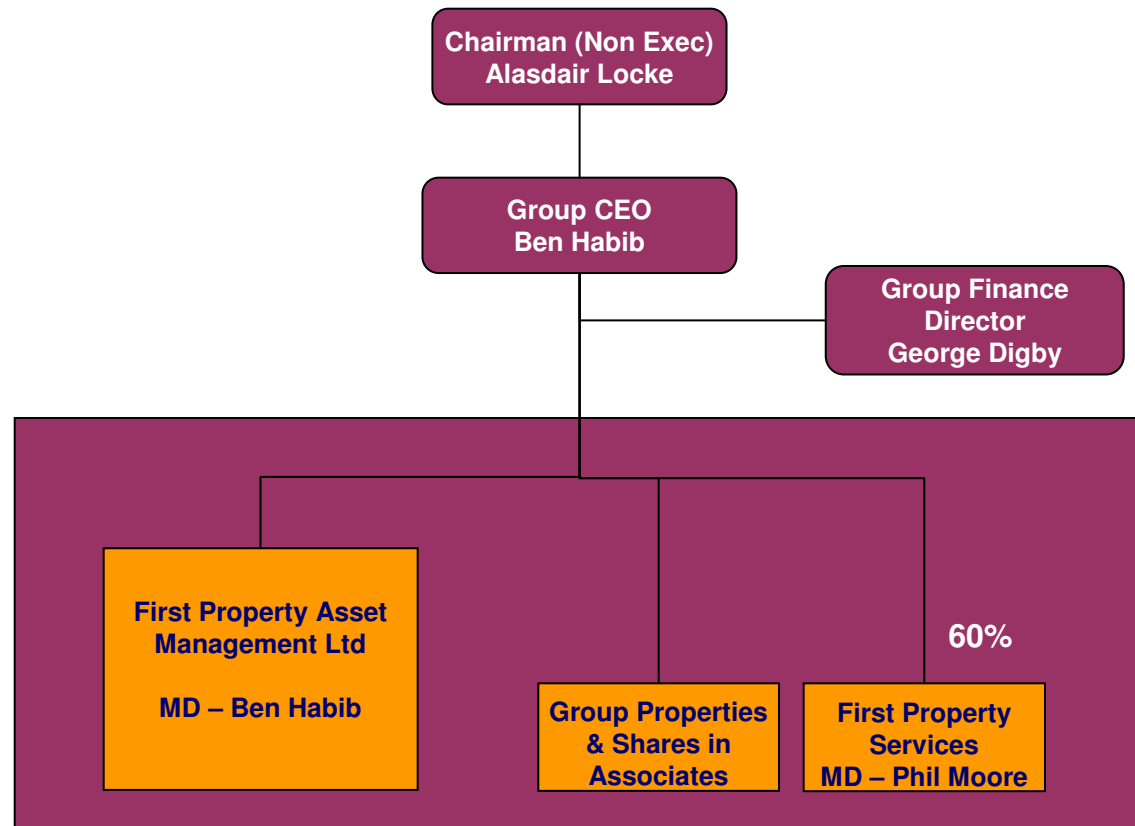 Chairman (Non Exec)
Alasdair Locke
Group CEO
Ben Habib
Group Finance
Director
George Digby
First Property Asset
Management Ltd
MD – Ben Habib
Group Properties
& Shares in
Associates
60%
First Property
Services
MD – Phil Moore